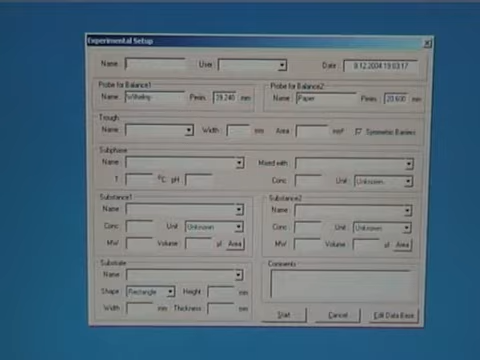 Experimental Setup
Name User Date 9.12.2004 19:03:17
Probe for Balance1 Probe for Balance2
Name Wilhelmy Perim. 39,240 mm Name Paper Perim. 20,600 mm
Trough
Name Width mm Area mm² Symmetric Barriers
Subphase
Name Mixed with
T °C pH Conc Unit Unknown
Substance1 Substance2
Name Name
Conc Unit Unknown Conc Unit Unknown
MW Volume µl Area MW Volume µl Area
Substrate Comments
Name
Shape Rectangle Height mm
Width mm Thickness mm Start Cancel Edit Data Base